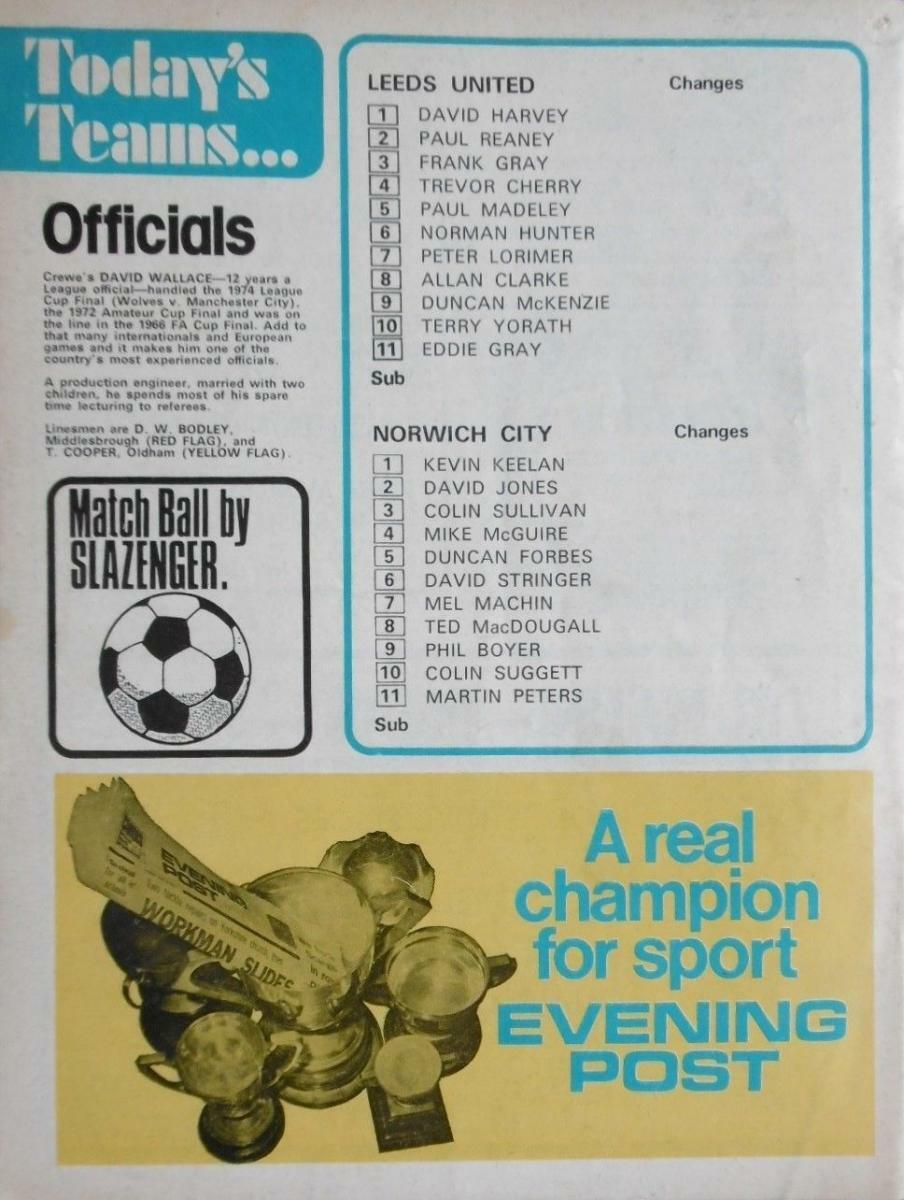 Today's
Teams...
Officials
Crewe's DAVID WALLACE—12 years a
League official—handled the 1974 League
Cup Final (Wolves v. Manchester City),
the 1972 Amateur Cup Final and was on
the line in the 1966 FA Cup Final. Add to
that many internationals and European
games and it makes him one of the
country's most experienced officials.
A production engineer, married with two
children, he spends most of his spare
time lecturing to referees.
Linesmen are D. W. BODLEY,
Middlesbrough (RED FLAG), and
T. COOPER, Oldham (YELLOW FLAG).
Match Ball by
SLAZENGER.
LEEDS UNITED Changes
1 DAVID HARVEY
2 PAUL REANEY
3 FRANK GRAY
4 TREVOR CHERRY
5 PAUL MADELEY
6 NORMAN HUNTER
7 PETER LORIMER
8 ALLAN CLARKE
9 DUNCAN McKENZIE
10 TERRY YORATH
11 EDDIE GRAY
Sub
NORWICH CITY Changes
1 KEVIN KEELAN
2 DAVID JONES
3 COLIN SULLIVAN
4 MIKE McGUIRE
5 DUNCAN FORBES
6 DAVID STRINGER
7 MEL MACHIN
8 TED MacDOUGALL
9 PHIL BOYER
10 COLIN SUGGETT
11 MARTIN PETERS
Sub
EVENING
POST
WORKMAN SLIDES
A real
champion
for sport
EVENING
POST